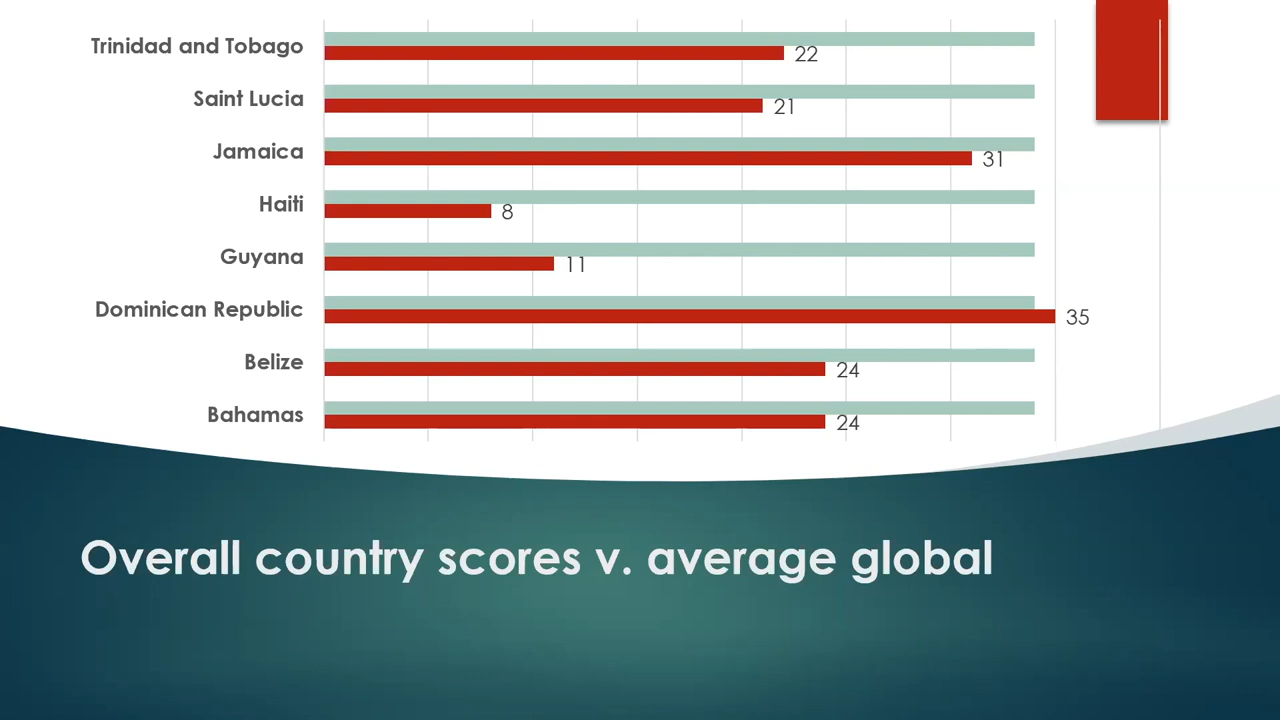 Trinidad and Tobago 22
Saint Lucia 21
Jamaica 31
Haiti 8
Guyana 11
Dominican Republic 35
Belize 24
Bahamas 24
Overall country scores v. average global